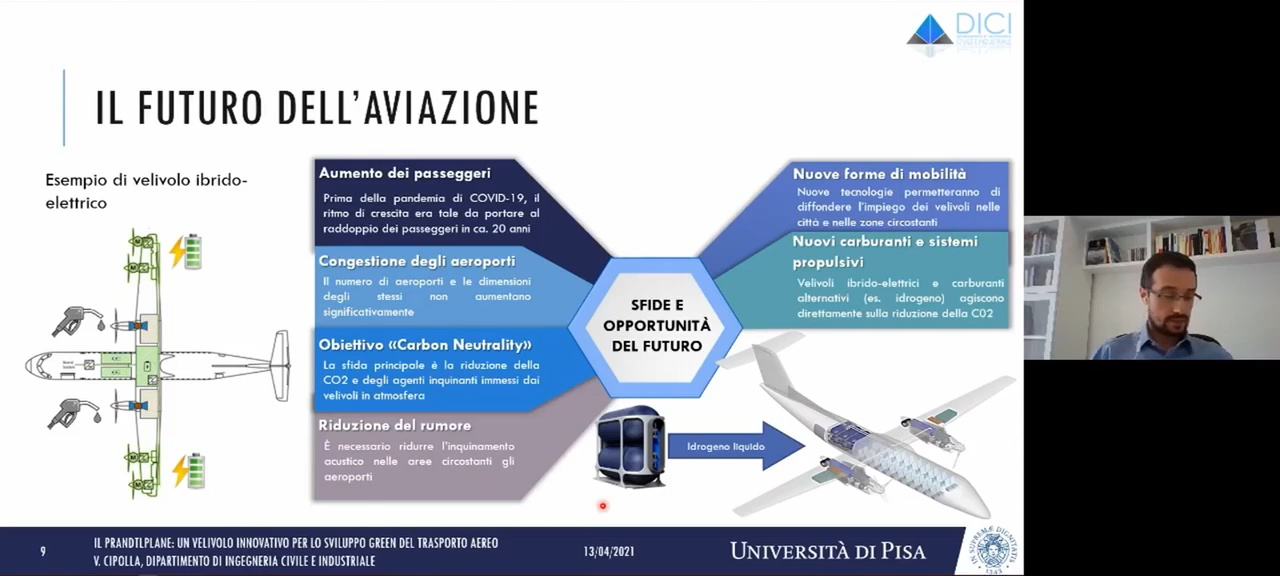 DICI
IL FUTURO DELL'AVIAZIONE
Esempio di velivolo ibrido-
elettrico
Aumento dei passeggeri
Prima della pandemia di COVID-19, il
ritmo di crescita era tale da portare al
raddoppio dei passeggeri in ca. 20 anni
Congestione degli aeroporti
Il numero di aeroporti e le dimensioni
degli stessi non aumentano
significativamente
Obiettivo «Carbon Neutrality»
La sfida principale è la riduzione della
CO2 e degli agenti inquinanti immessi dai
velivoli in atmosfera
Riduzione del rumore
È necessario ridurre l'inquinamento
acustico nelle aree circostanti gli
aeroporti
SFIDE E
OPPORTUNITÀ
DEL FUTURO
Nuove forme di mobilità
Nuove tecnologie permetteranno di
diffondere l'impiego dei velivoli nelle
città e nelle zone circostanti
Nuovi carburanti e sistemi
propulsivi
Velivoli ibrido-elettrici e carburanti
alternativi (es. idrogeno) agiscono
direttamente sulla riduzione della C02
Idrogeno liquido
9
IL PRANDTLPLANE: UN VELIVOLO INNOVATIVO PER LO SVILUPPO GREEN DEL TRASPORTO AEREO
V. CIPOLLA, DIPARTIMENTO DI INGEGNERIA CIVILE E INDUSTRIALE
13/04/2021
UNIVERSITÀ DI PISA